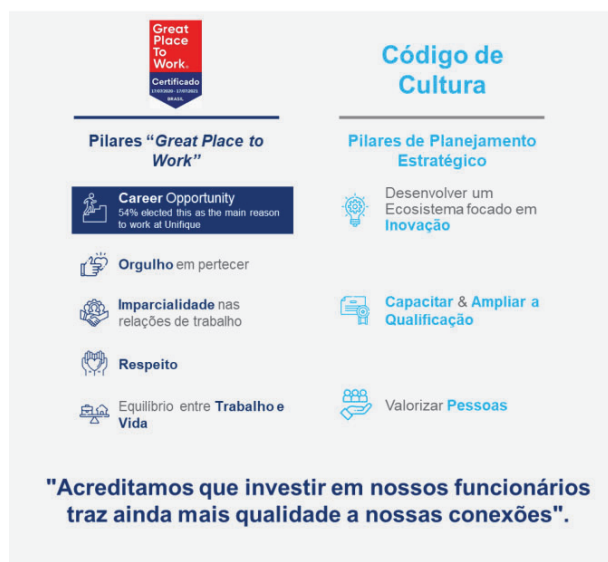 Great
Place
To
Work.
Certificado
BRASIL
Pilares “Great Place to
Work”
Career Opportunity
54% elected this as the main reason
to work at Unifique
Orgulho em pertecer
Imparcialidade nas
relações de trabalho
Respeito
Equilíbrio entre Trabalho e
Vida
Código de
Cultura
Pilares de Planejamento
Estratégico
Desenvolver um
Ecosistema focado em
Inovação
Capacitar & Ampliar a
Qualificação
Valorizar Pessoas
"Acreditamos que investir em nossos funcionários
traz ainda mais qualidade a nossas conexões".